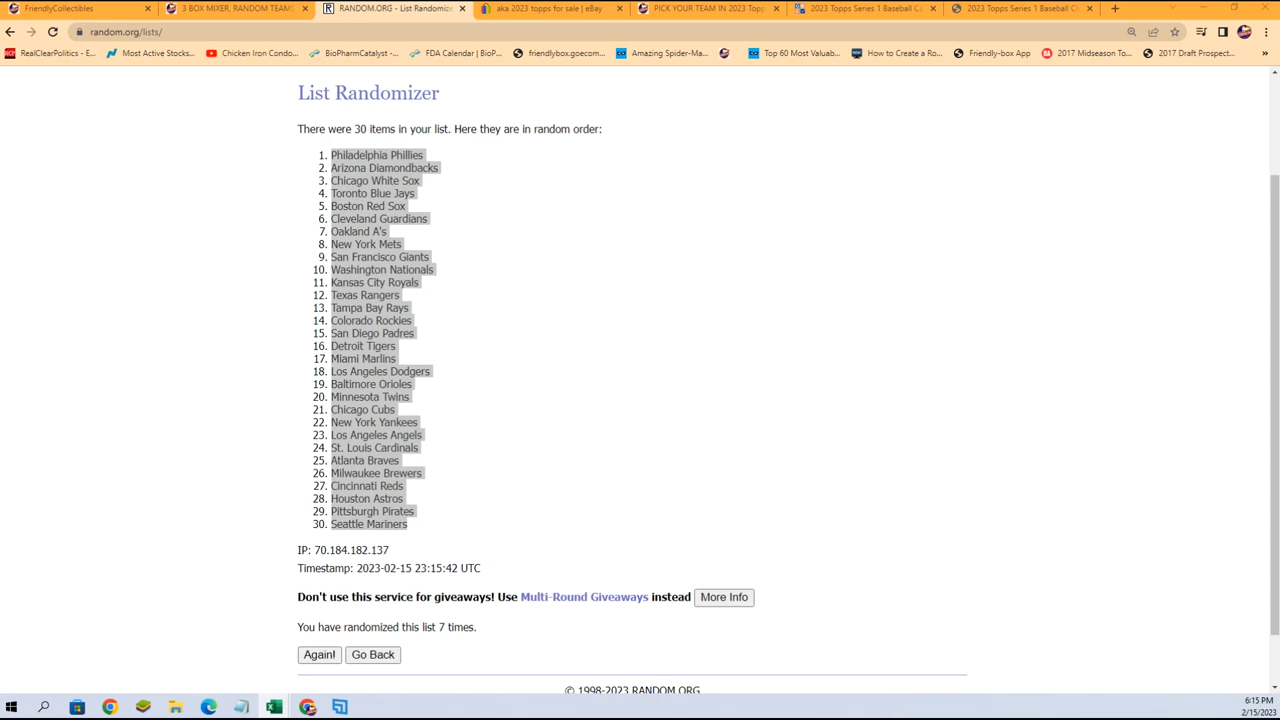 FriendlyCollectibles
3 BOX MIXER, RANDOM TEAMS
RANDOM.ORG - List Randomizer
aka 2023 topps for sale | eBay
PICK YOUR TEAM IN 2023 Topp
2023 Topps Series 1 Baseball C
2023 Topps Series 1 Baseball Ch
random.org/lists/
RealClearPolitics - E...
Most Active Stocks...
Chicken Iron Condo...
BioPharmCatalyst -...
FDA Calendar | BioP...
friendlybox.goecom...
Amazing Spider-Ma...
Top 60 Most Valuab...
How to Create a Ro...
Friendly-box App
2017 Midseason To...
2017 Draft Prospect...
»
List Randomizer
There were 30 items in your list. Here they are in random order:
1. Philadelphia Phillies
2. Arizona Diamondbacks
3. Chicago White Sox
4. Toronto Blue Jays
5. Boston Red Sox
6. Cleveland Guardians
7. Oakland A's
8. New York Mets
9. San Francisco Giants
10. Washington Nationals
11. Kansas City Royals
12. Texas Rangers
13. Tampa Bay Rays
14. Colorado Rockies
15. San Diego Padres
16. Detroit Tigers
17. Miami Marlins
18. Los Angeles Dodgers
19. Baltimore Orioles
20. Minnesota Twins
21. Chicago Cubs
22. New York Yankees
23. Los Angeles Angels
24. St. Louis Cardinals
25. Atlanta Braves
26. Milwaukee Brewers
27. Cincinnati Reds
28. Houston Astros
29. Pittsburgh Pirates
30. Seattle Mariners
IP: 70.184.182.137
Timestamp: 2023-02-15 23:15:42 UTC
Don't use this service for giveaways! Use Multi-Round Giveaways instead More Info
You have randomized this list 7 times.
Again! Go Back
© 1998-2023 RANDOM.ORG
6:15 PM
2/15/2023